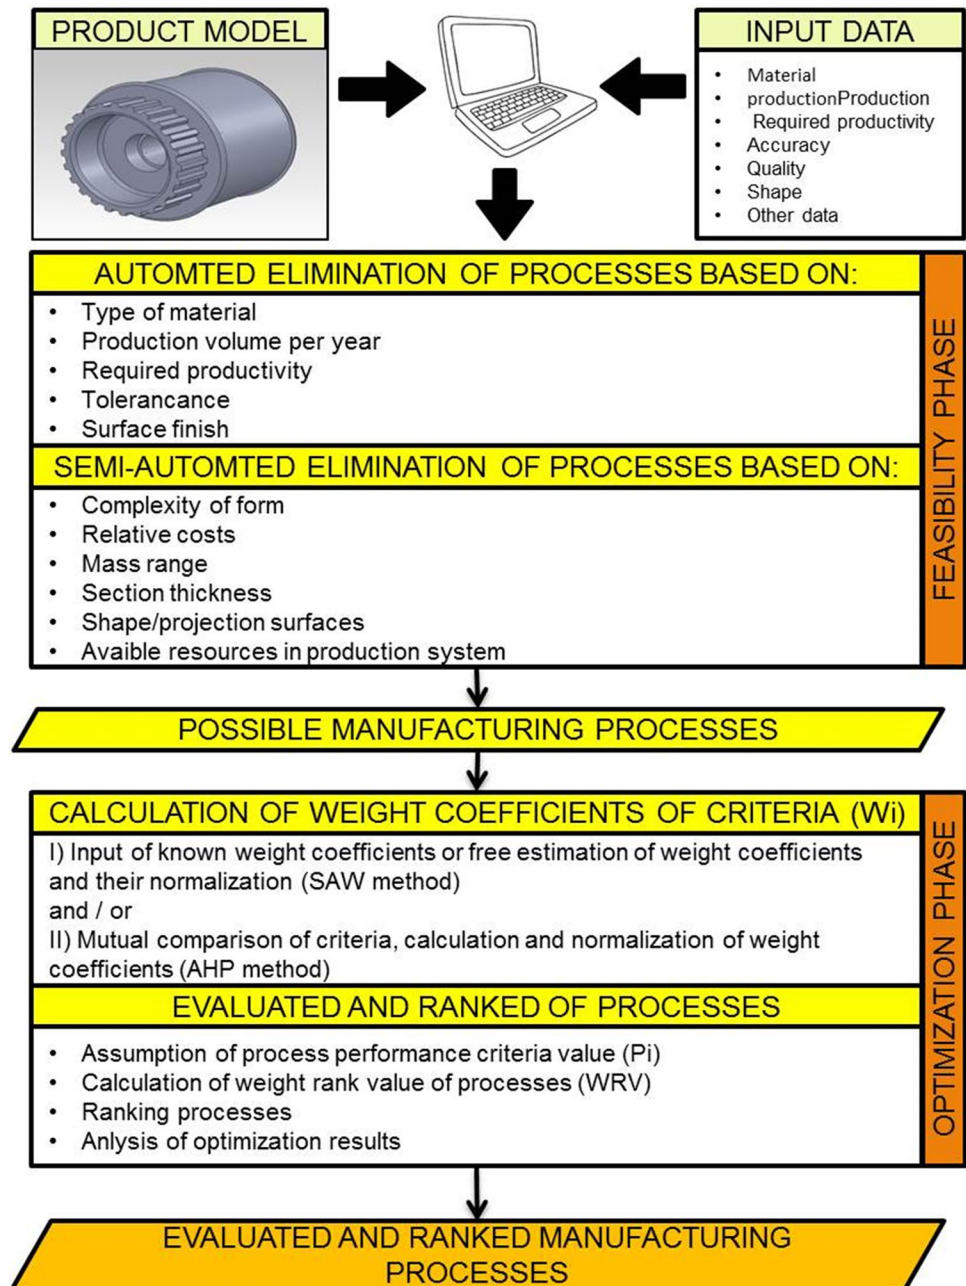 PRODUCT MODEL
INPUT DATA
• Material
• productionProduction
• Required productivity
• Accuracy
• Quality
• Shape
• Other data
AUTOMTED ELIMINATION OF PROCESSES BASED ON:
• Type of material
• Production volume per year
• Required productivity
• Tolerancance
• Surface finish
SEMI-AUTOMTED ELIMINATION OF PROCESSES BASED ON:
• Complexity of form
• Relative costs
• Mass range
• Section thickness
• Shape/projection surfaces
• Avaible resources in production system
FEASIBILITY PHASE
POSSIBLE MANUFACTURING PROCESSES
CALCULATION OF WEIGHT COEFFICIENTS OF CRITERIA (Wi)
I) Input of known weight coefficients or free estimation of weight coefficients
and their normalization (SAW method)
and / or
II) Mutual comparison of criteria, calculation and normalization of weight
coefficients (AHP method)
EVALUATED AND RANKED OF PROCESSES
• Assumption of process performance criteria value (Pi)
• Calculation of weight rank value of processes (WRV)
• Ranking processes
• Anlysis of optimization results
OPTIMIZATION PHASE
EVALUATED AND RANKED MANUFACTURING
PROCESSES